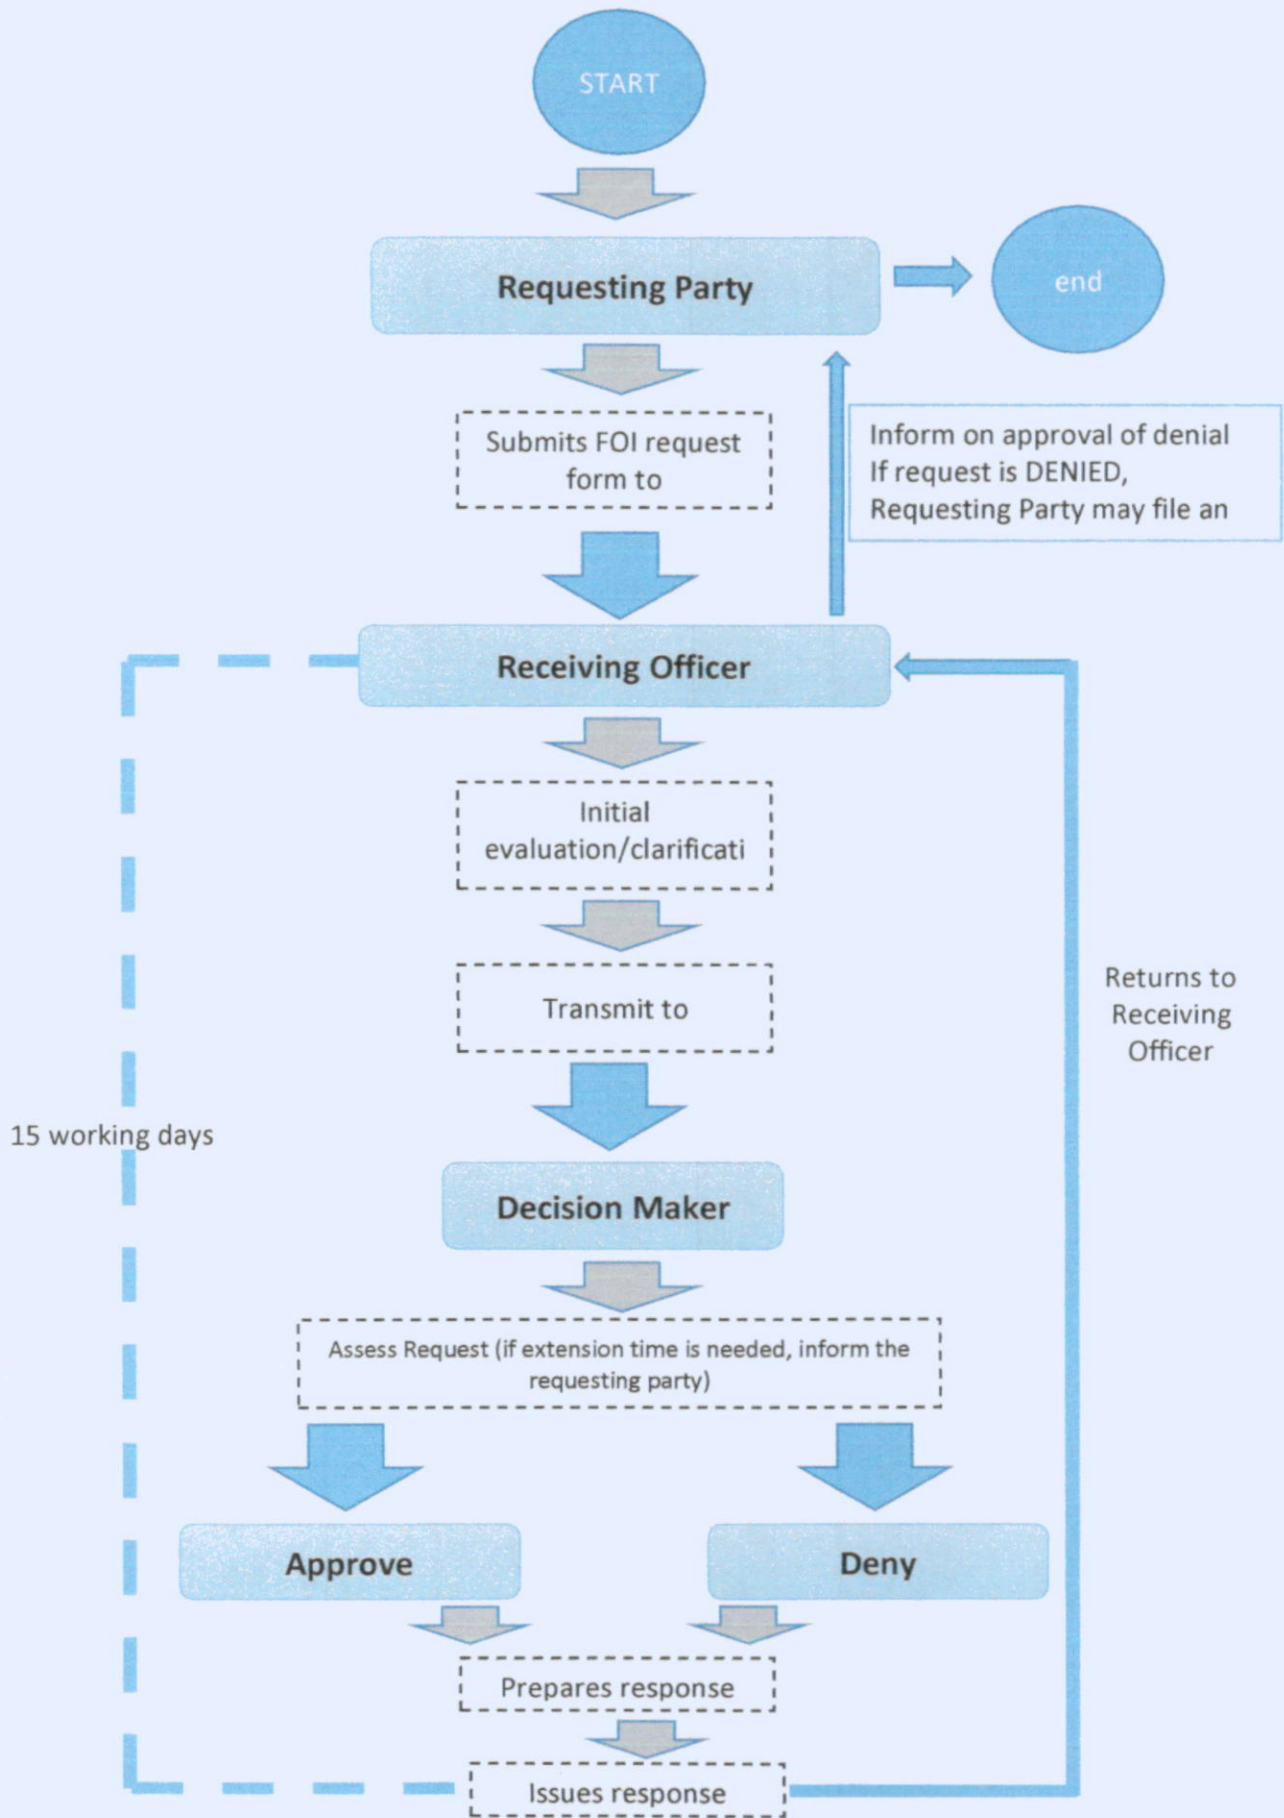 START
Requesting Party
end
Submits FOI request
form to
Inform on approval of denial
If request is DENIED,
Requesting Party may file an
Receiving Officer
Initial
evaluation/clarificati
Transmit to
Returns to
Receiving
Officer
15 working days
Decision Maker
Assess Request (if extension time is needed, inform the
requesting party)
Approve
Deny
Prepares response
Issues response